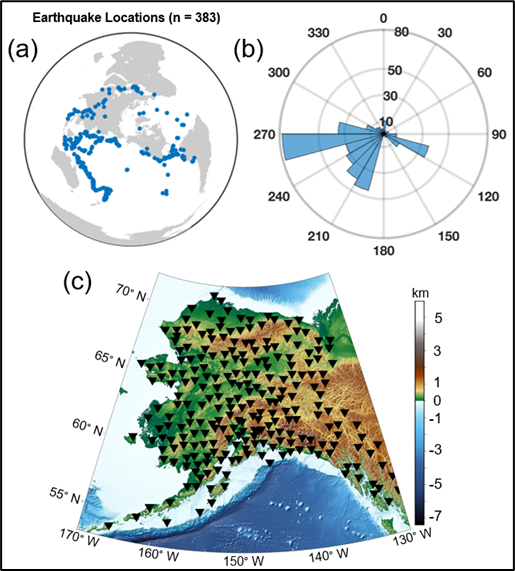 Earthquake Locations (n = 383)
(a)
(b)
0
30
60
90
120
150
180
210
240
270
300
330
80
50
30
10
(c)
70° N
65° N
60° N
55° N
170° W
160° W
150° W
140° W
130° W
km
5
3
1
0
-1
-3
-5
-7